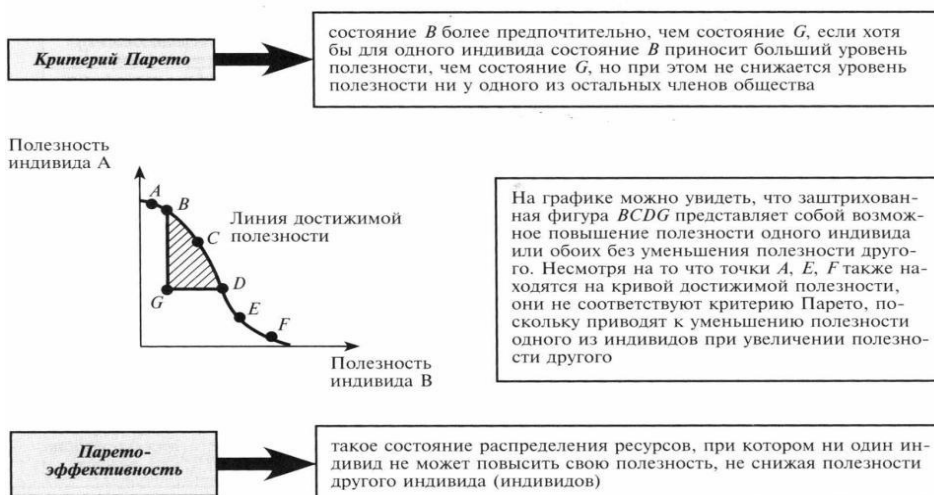 Критерий Парето
состояние B более предпочтительно, чем состояние G, если хотя
бы для одного индивида состояние B приносит больший уровень
полезности, чем состояние G, но при этом не снижается уровень
полезности ни у одного из остальных членов общества
Полезность
индивида А
A
B
Линия достижимой
полезности
C
G
D
E
F
Полезность
индивида В
На графике можно увидеть, что заштрихован-
ная фигура BCDG представляет собой возмож-
ное повышение полезности одного индивида
или обоих без уменьшения полезности друго-
го. Несмотря на то что точки A, E, F также на-
ходятся на кривой достижимой полезности,
они не соответствуют критерию Парето, по-
скольку приводят к уменьшению полезности
одного из индивидов при увеличении полезно-
сти другого
Парето-
эффективность
такое состояние распределения ресурсов, при котором ни один ин-
дивид не может повысить свою полезность, не снижая полезности
другого индивида (индивидов)